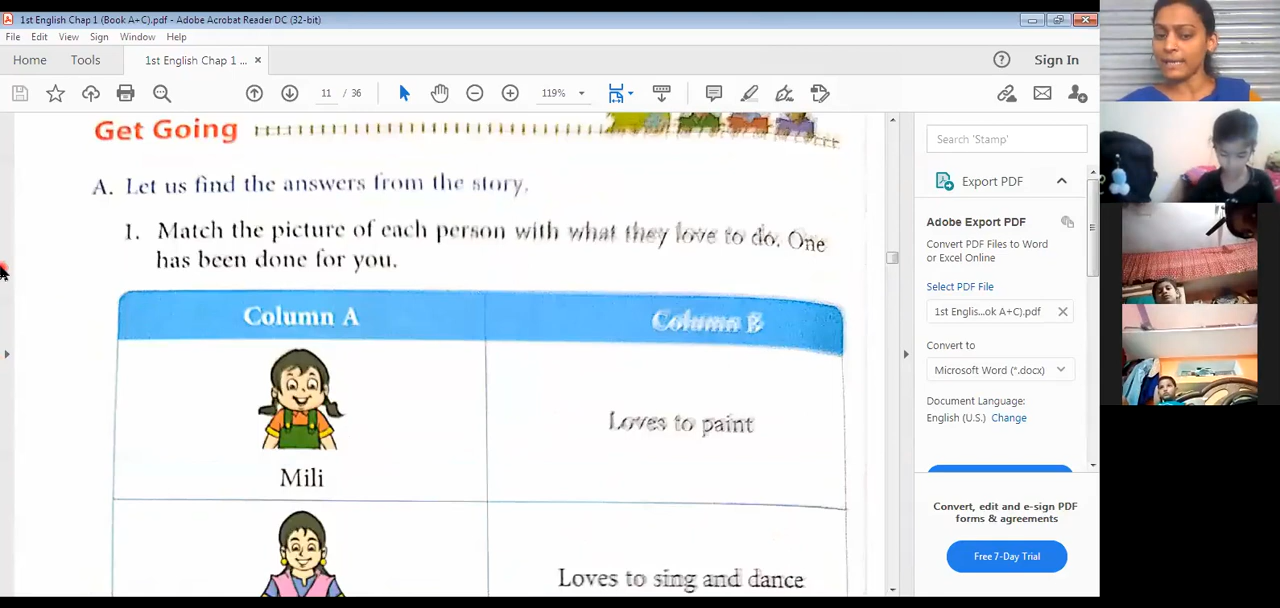 1st English Chap 1 (Book A+C).pdf - Adobe Acrobat Reader DC (32-bit)
File Edit View Sign Window Help
Home Tools 1st English Chap 1 ... × Sign In
11 / 36 119%
Get Going
A. Let us find the answers from the story.
1. Match the picture of each person with what they love to do. One
has been done for you.
Column A Column B
Loves to paint
Mili
Loves to sing and dance
Search 'Stamp'
Export PDF
Adobe Export PDF
Convert PDF Files to Word
or Excel Online
Select PDF File
1st Englis...ok A+C).pdf
Convert to
Microsoft Word (*.docx)
Document Language:
English (U.S.) Change
Convert, edit and e-sign PDF
forms & agreements
Free 7-Day Trial